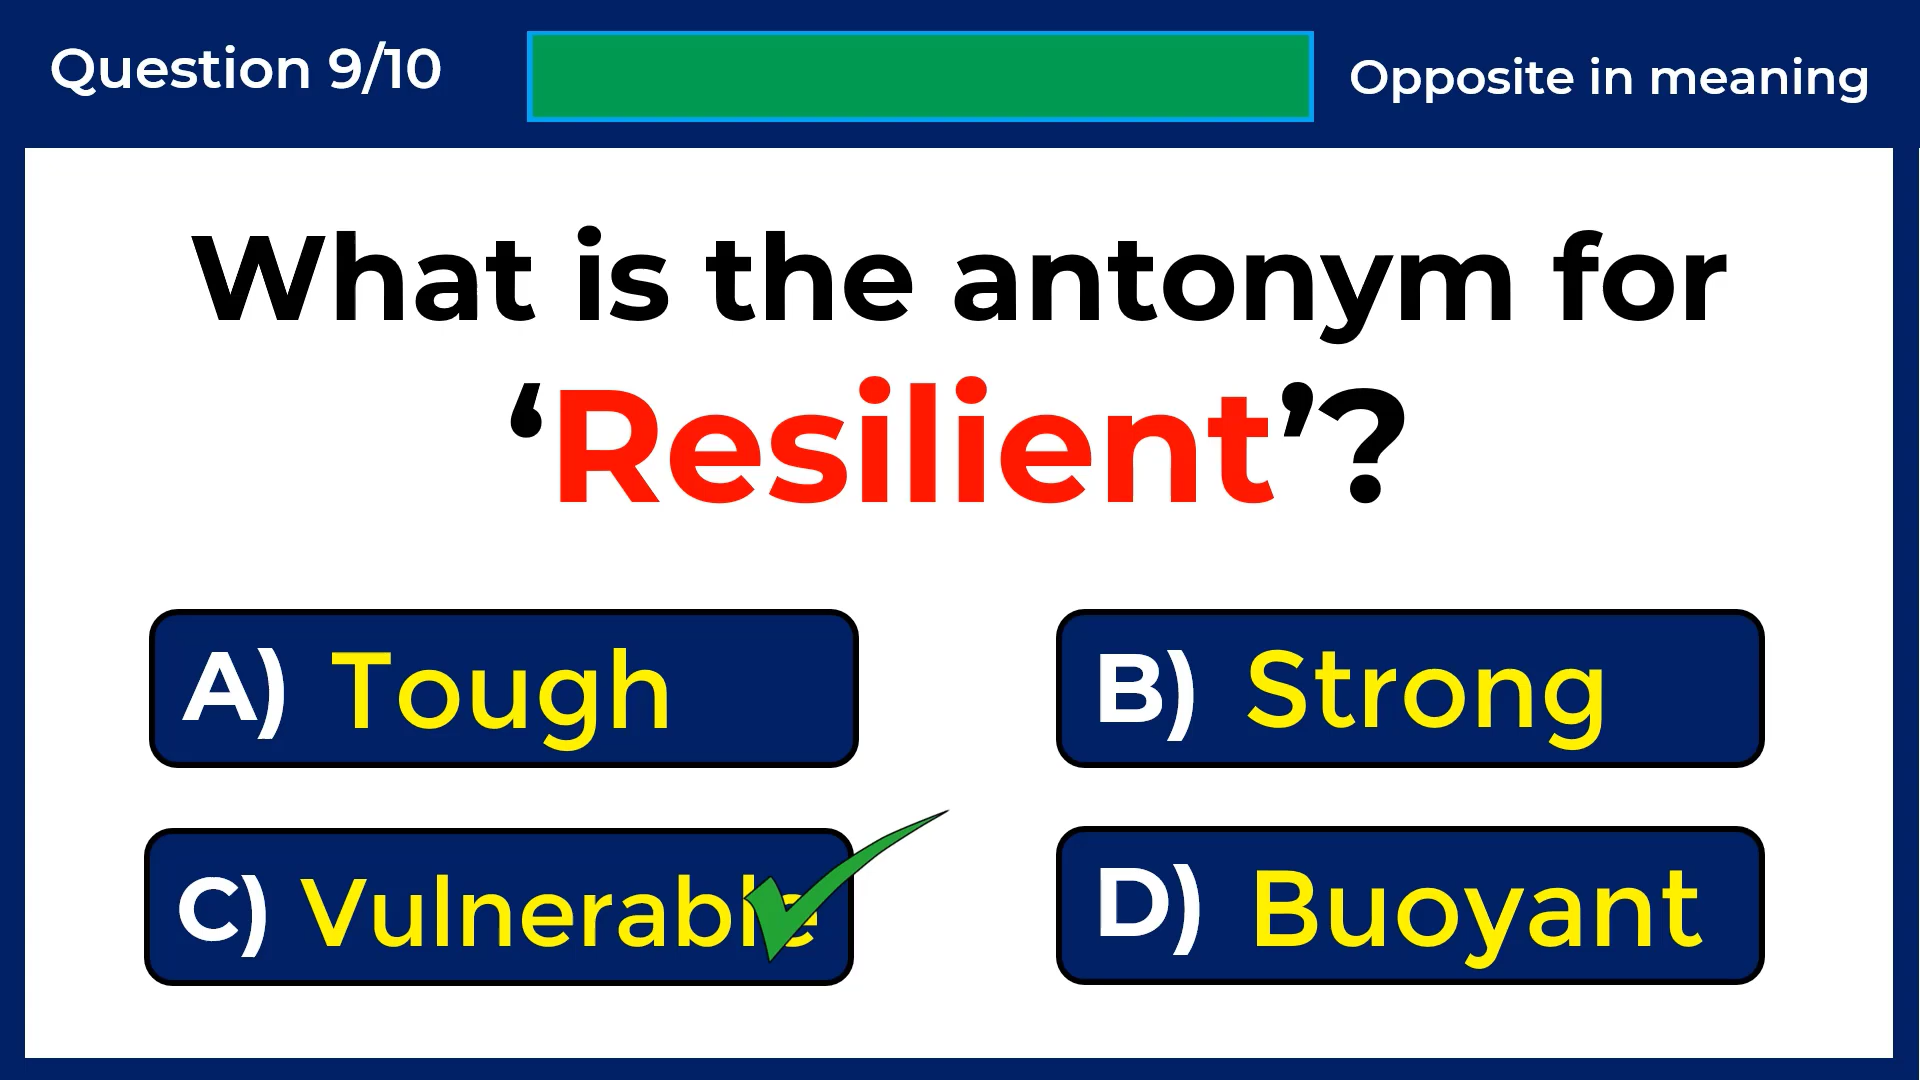 Question 9/10
Opposite in meaning
What is the antonym for
‘Resilient’?
A) Tough
B) Strong
C) Vulnerable
D) Buoyant